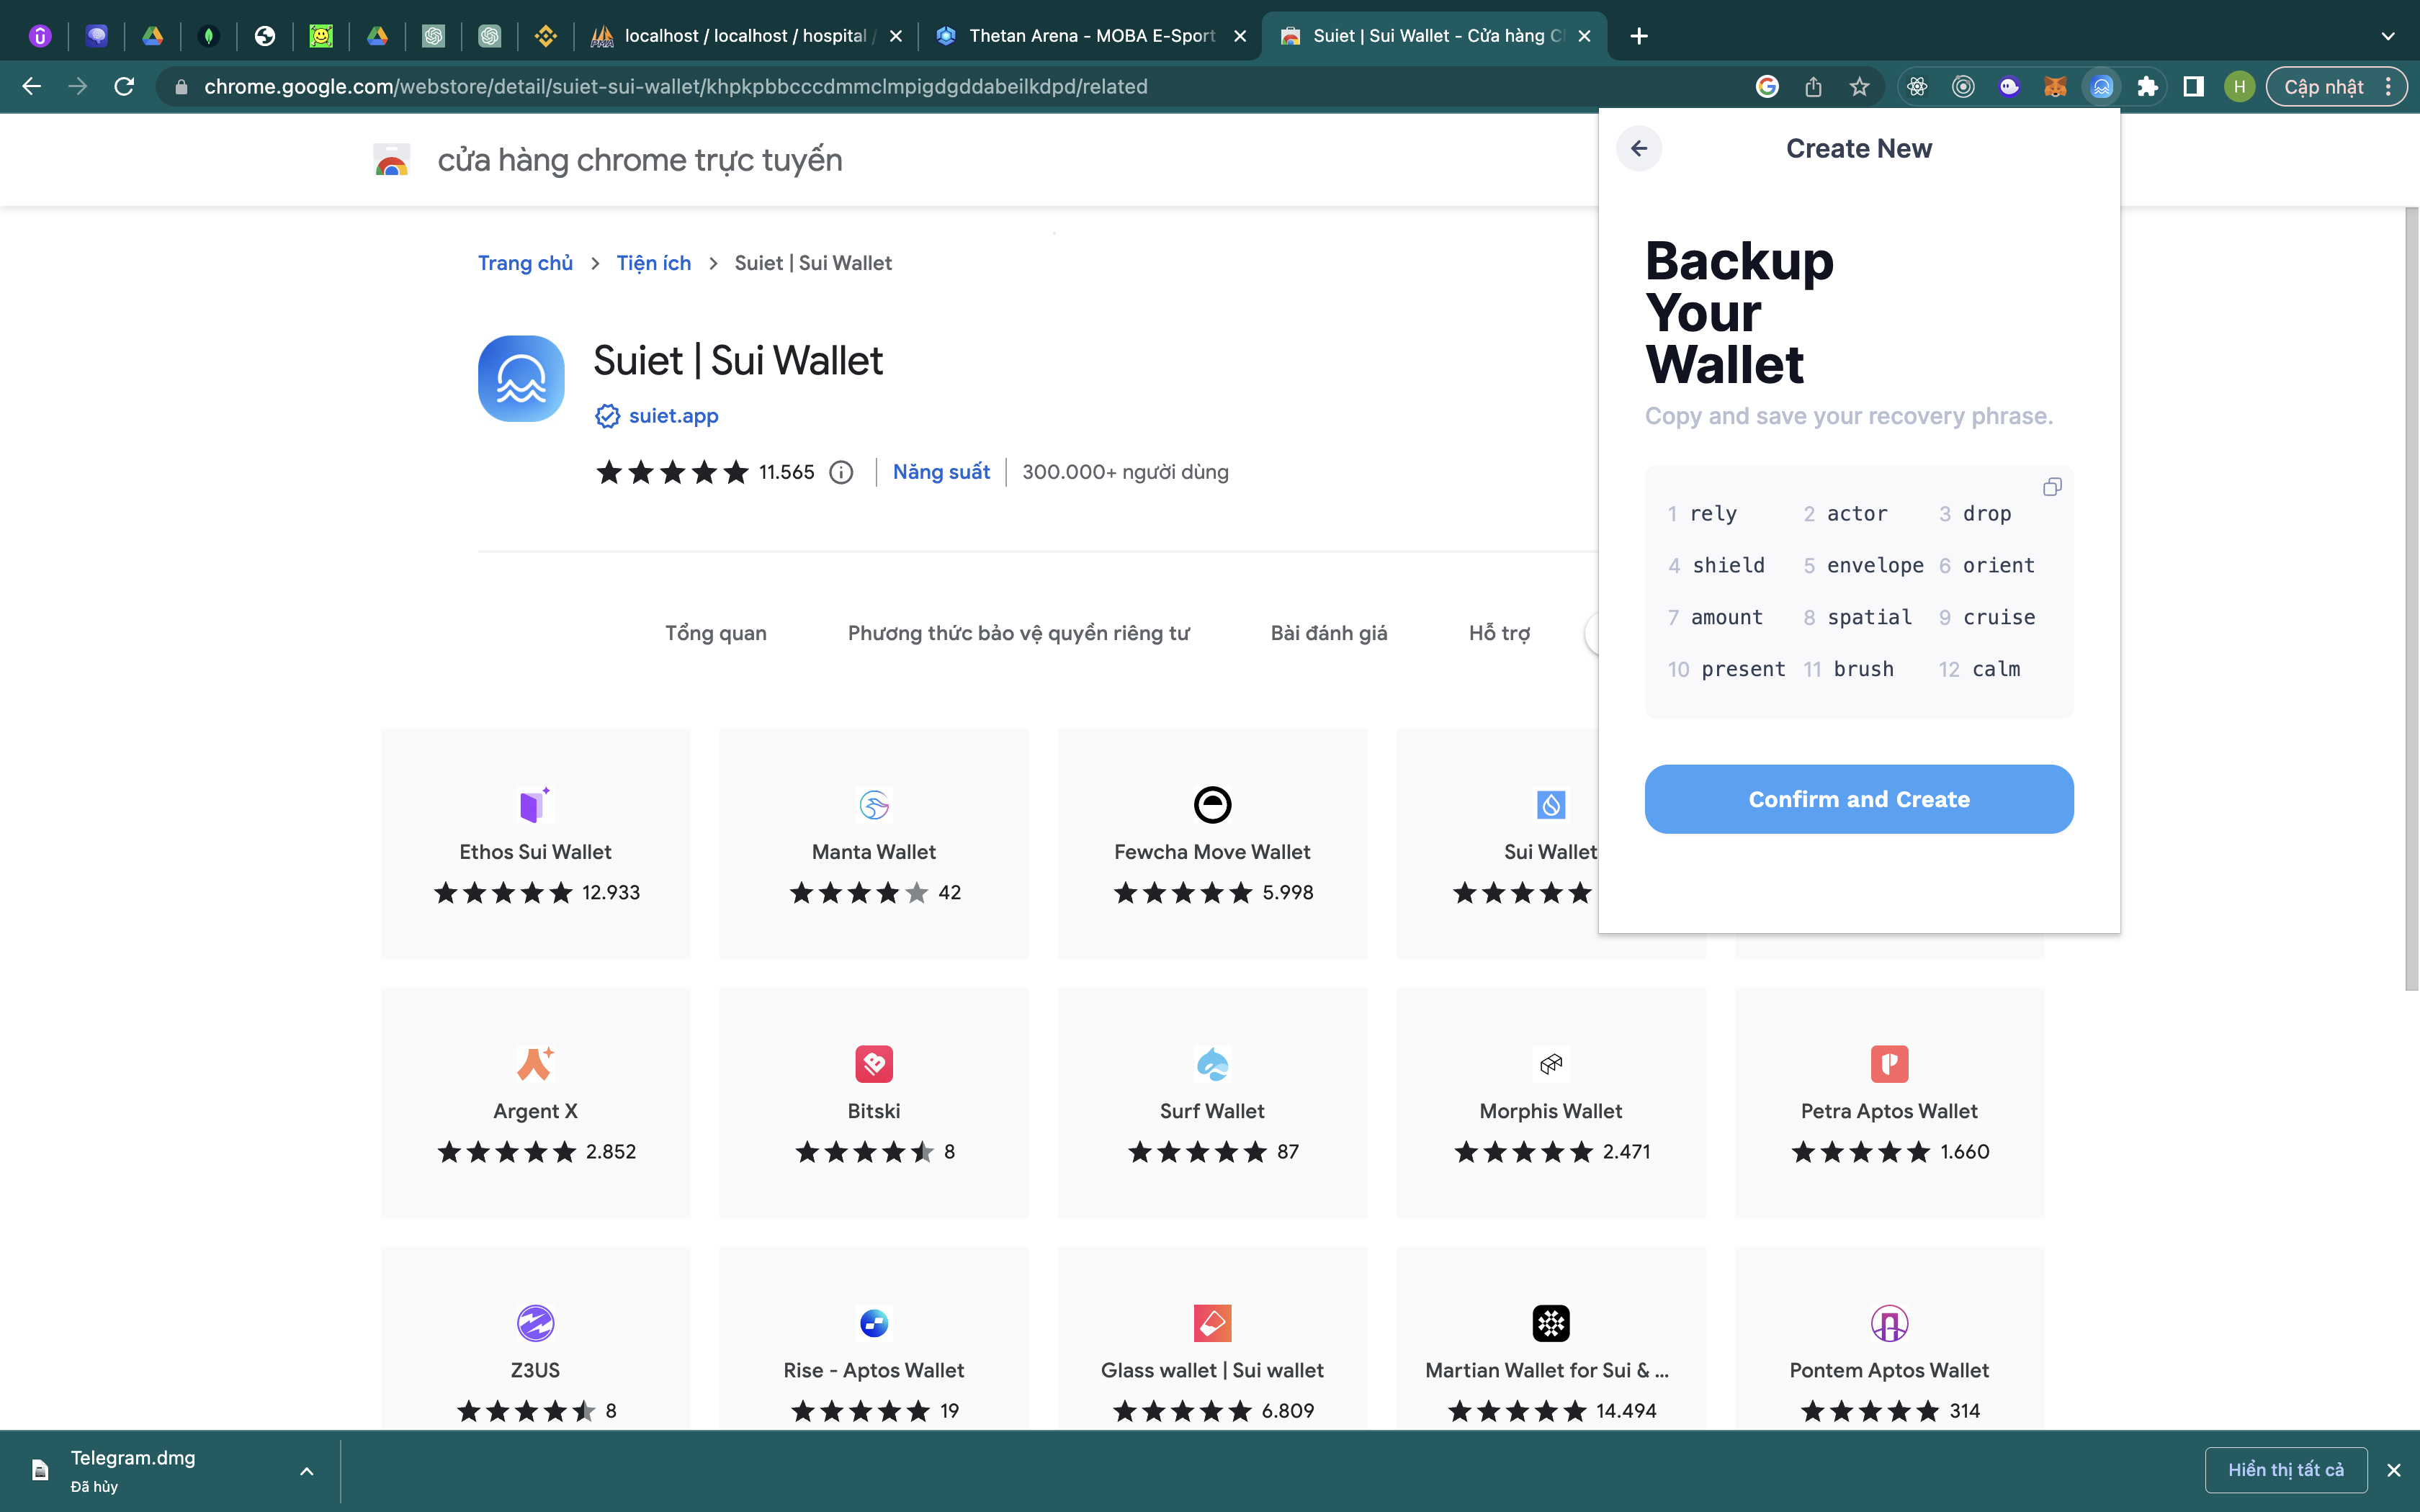 localhost / localhost / hospital /
Thetan Arena - MOBA E-Sport
Suiet | Sui Wallet - Cửa hàng C
chrome.google.com/webstore/detail/suiet-sui-wallet/khpkpbbcccdmmclmpigdgddabeilkdpd/related
H
Cập nhật
cửa hàng chrome trực tuyến
Trang chủ > Tiện ích > Suiet | Sui Wallet
Suiet | Sui Wallet
suiet.app
11.565
Năng suất
300.000+ người dùng
Tổng quan
Phương thức bảo vệ quyền riêng tư
Bài đánh giá
Hỗ trợ
Create New
Backup
Your
Wallet
Copy and save your recovery phrase.
1 rely 2 actor 3 drop
4 shield 5 envelope 6 orient
7 amount 8 spatial 9 cruise
10 present 11 brush 12 calm
Confirm and Create
Ethos Sui Wallet
12.933
Manta Wallet
42
Fewcha Move Wallet
5.998
Sui Wallet
Argent X
2.852
Bitski
8
Surf Wallet
87
Morphis Wallet
2.471
Petra Aptos Wallet
1.660
Z3US
8
Rise - Aptos Wallet
19
Glass wallet | Sui wallet
6.809
Martian Wallet for Sui & ...
14.494
Pontem Aptos Wallet
314
Telegram.dmg
Đã hủy
Hiển thị tất cả